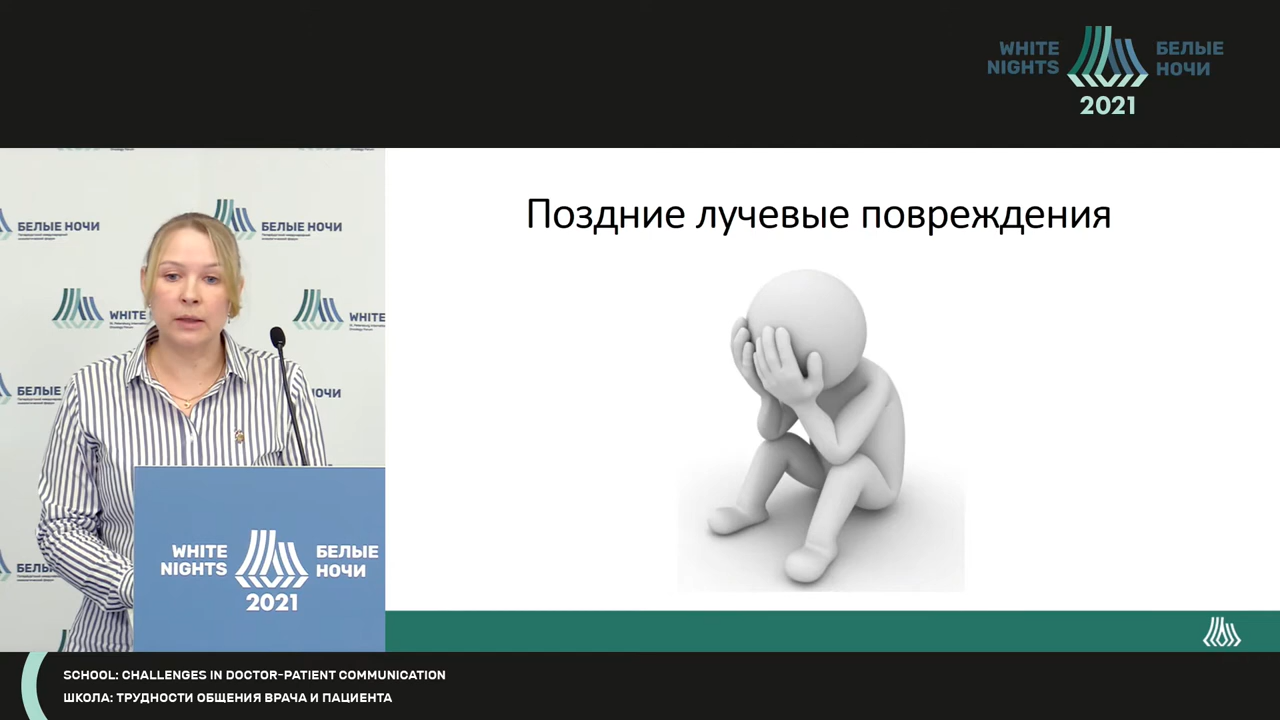 WHITE
NIGHTS
БЕЛЫЕ
НОЧИ
2021
Поздние лучевые повреждения
БЕЛЫЕ НОЧИ
БЕЛЫЕ НОЧИ
WHITE
WHITE
БЕЛЫЕ
НОЧИ
БЕЛЫ
WHITE
NIGHTS
БЕЛЫЕ
НОЧИ
2021
SCHOOL: CHALLENGES IN DOCTOR-PATIENT COMMUNICATION
ШКОЛА: ТРУДНОСТИ ОБЩЕНИЯ ВРАЧА И ПАЦИЕНТА